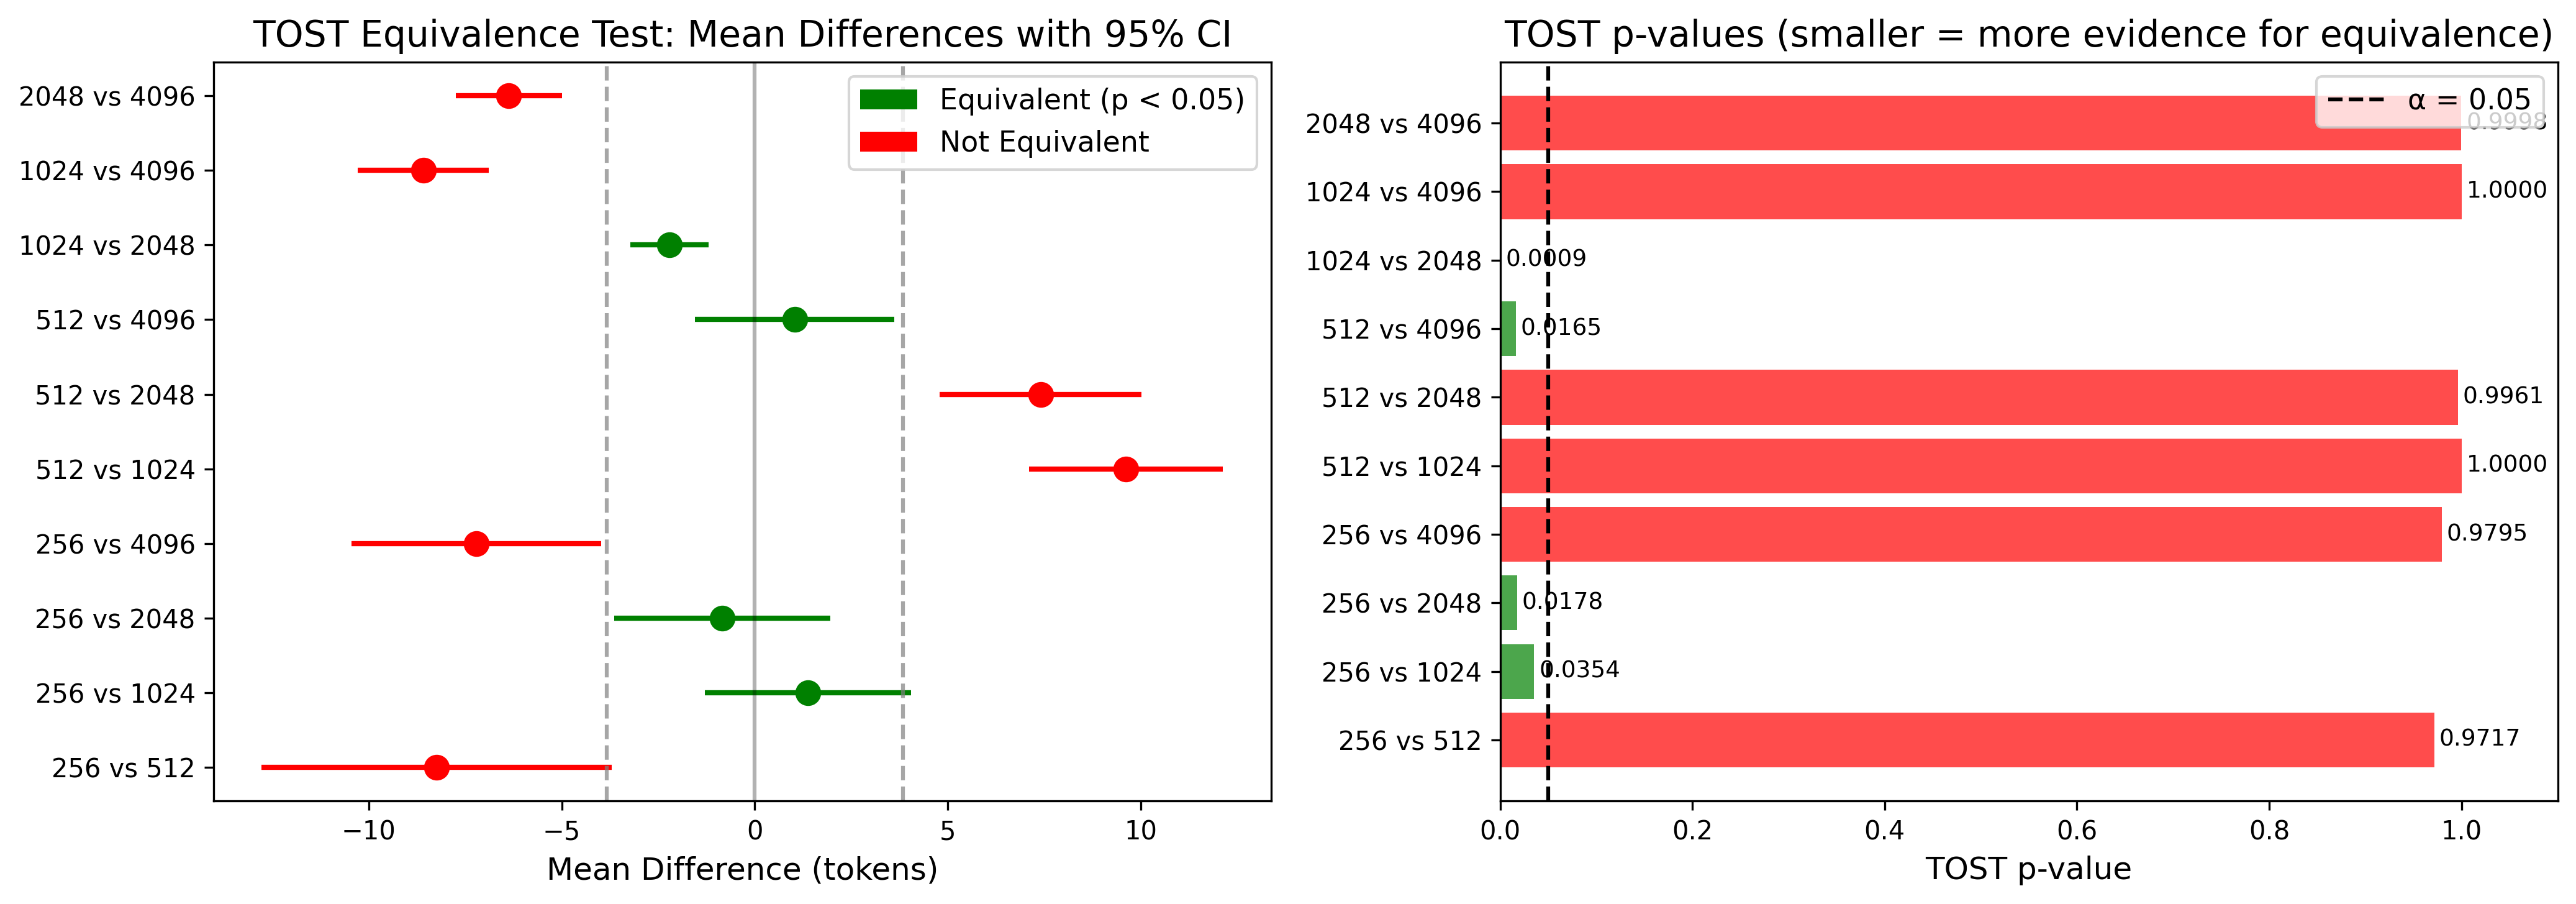 TOST Equivalence Test: Mean Differences with 95% CI
2048 vs 4096
1024 vs 4096
1024 vs 2048
512 vs 4096
512 vs 2048
512 vs 1024
256 vs 4096
256 vs 2048
256 vs 1024
256 vs 512
Equivalent (p < 0.05)
Not Equivalent
−10
−5
0
5
10
Mean Difference (tokens)
TOST p-values (smaller = more evidence for equivalence)
α = 0.05
2048 vs 4096
0.9998
1024 vs 4096
1.0000
1024 vs 2048
0.0009
512 vs 4096
0.0165
512 vs 2048
0.9961
512 vs 1024
1.0000
256 vs 4096
0.9795
256 vs 2048
0.0178
256 vs 1024
0.0354
256 vs 512
0.9717
0.0
0.2
0.4
0.6
0.8
1.0
TOST p-value